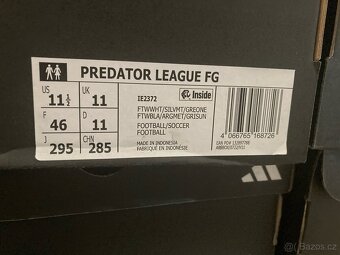 PREDATOR LEAGUE FG
US 11½ UK 11
F 46 D 11
J 295 CHN 285
IE2372
Inside
FTWWHT/SILVMT/GREONE
FTWBLA/ARGMET/GRISUN
FOOTBALL/SOCCER
FOOTBALL
MADE IN INDONESIA
FABRIQUE EN INDONESIE
4 066765 168726
bazos.cz